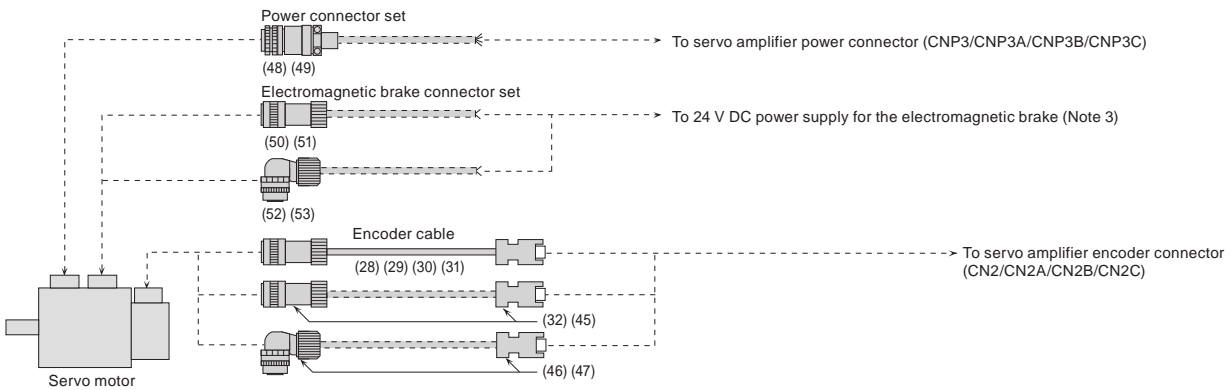 Power connector set
To servo amplifier power connector (CNP3/CNP3A/CNP3B/CNP3C)
(48) (49)
Electromagnetic brake connector set
To 24 V DC power supply for the electromagnetic brake (Note 3)
(50) (51)
(52) (53)
Encoder cable
To servo amplifier encoder connector
(CN2/CN2A/CN2B/CN2C)
(28) (29) (30) (31)
(32) (45)
(46) (47)
Servo motor